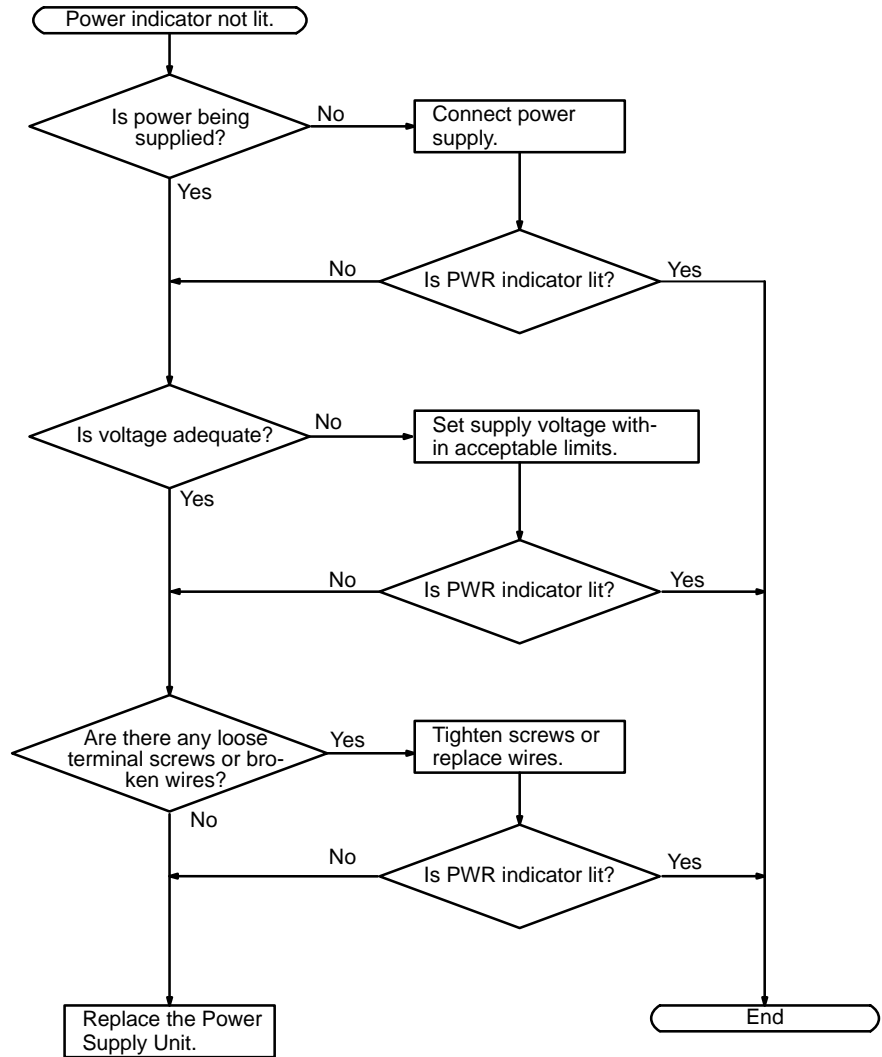 Power indicator not lit.
Is power being
supplied?
No
Connect power
supply.
Yes
No
Is PWR indicator lit?
Yes
Is voltage adequate?
No
Set supply voltage with-
in acceptable limits.
Yes
No
Is PWR indicator lit?
Yes
Are there any loose
terminal screws or bro-
ken wires?
Yes
Tighten screws or
replace wires.
No
No
Is PWR indicator lit?
Yes
Replace the Power
Supply Unit.
End